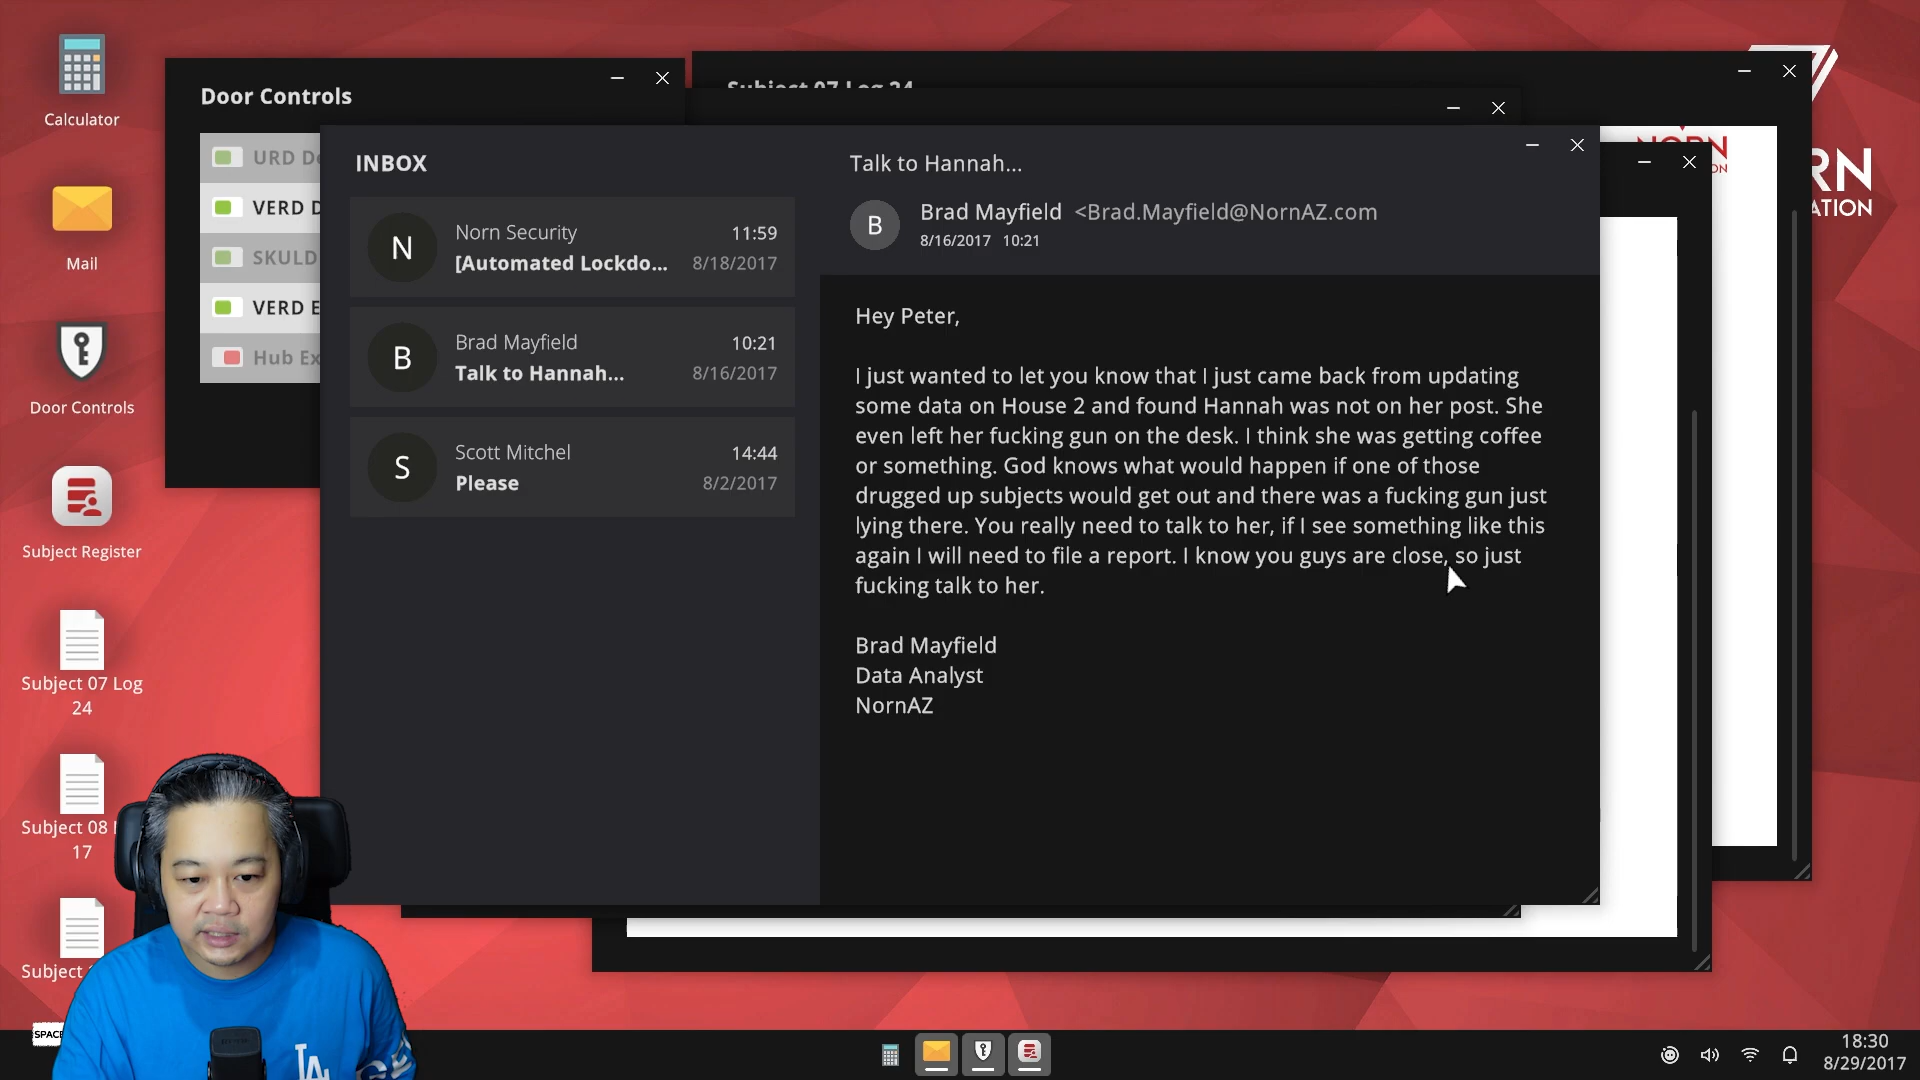 Calculator
Mail
Door Controls
Subject Register
Subject 07 Log
24
Subject 08
17
Subject
SPACE
Door Controls
URD
VERD
SKULD
VERD E
Hub Ex
Subject 07 Log 24
INBOX
Norn Security 11:59
[Automated Lockdo... 8/18/2017
Brad Mayfield 10:21
Talk to Hannah... 8/16/2017
Scott Mitchel 14:44
Please 8/2/2017
Talk to Hannah...
Brad Mayfield <Brad.Mayfield@NornAZ.com
8/16/2017 10:21
Hey Peter,
I just wanted to let you know that I just came back from updating
some data on House 2 and found Hannah was not on her post. She
even left her fucking gun on the desk. I think she was getting coffee
or something. God knows what would happen if one of those
drugged up subjects would get out and there was a fucking gun just
lying there. You really need to talk to her, if I see something like this
again I will need to file a report. I know you guys are close, so just
fucking talk to her.
Brad Mayfield
Data Analyst
NornAZ
NORN
ON
RN
ATION
LA
18:30
8/29/2017